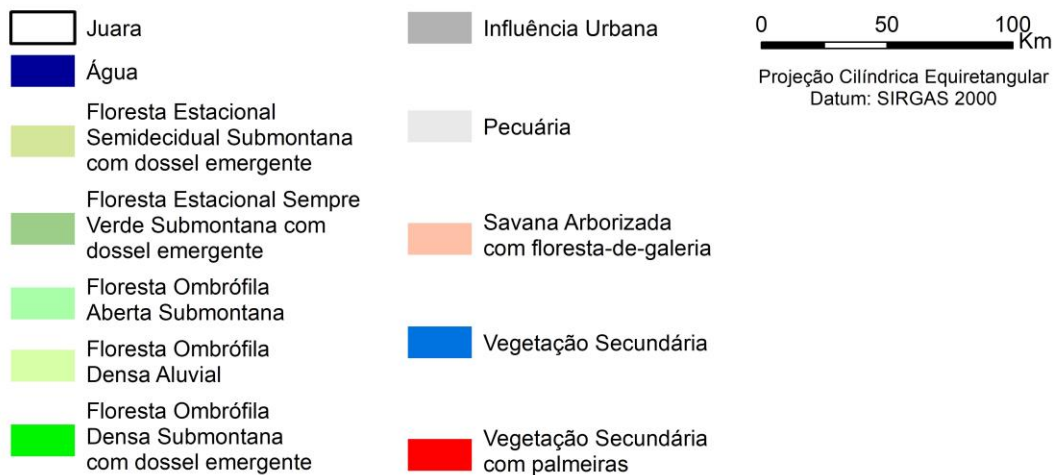 Juara
Água
Floresta Estacional
Semidecidual Submontana
com dossel emergente
Floresta Estacional Sempre
Verde Submontana com
dossel emergente
Floresta Ombrófila
Aberta Submontana
Floresta Ombrófila
Densa Aluvial
Floresta Ombrófila
Densa Submontana
com dossel emergente
Influência Urbana
Pecuária
Savana Arborizada
com floresta-de-galeria
Vegetação Secundária
Vegetação Secundária
com palmeiras
0 50 100
Km
Projeção Cilíndrica Equiretangular
Datum: SIRGAS 2000